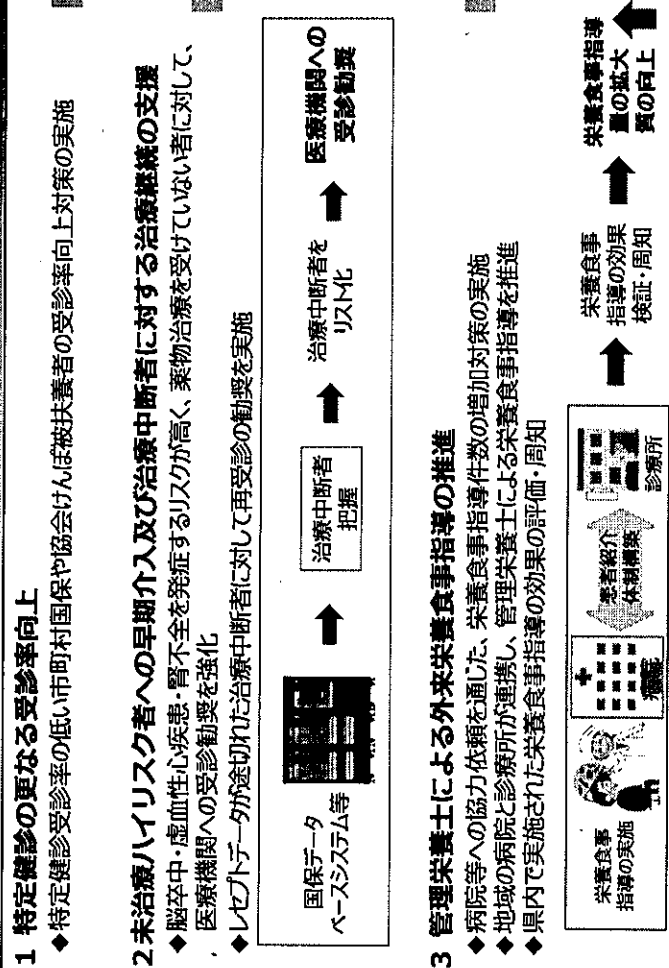 1 特定健診の更なる受診率向上
◆特定健診受診率の低い市町村国保や協会けんぽ被扶養者の受診率向上対策の実施
2 未治療ハイリスク者への早期介入及び治療中断者に対する治療継続の支援
◆脳卒中・虚血性心疾患・腎不全を発症するリスクが高く、薬物治療を受けていない者に対して、
医療機関への受診勧奨を強化
◆レセプトデータが途切れた治療中断者に対して再受診の勧奨を実施
国保データ
ベースシステム等
治療中断者
把握
治療中断者を
リスト化
医療機関への
受診勧奨
3 管理栄養士による外来栄養食事指導の推進
◆病院等への協力依頼を通した、栄養食事指導件数の増加対策の実施
◆地域の病院と診療所が連携し、管理栄養士による栄養食事指導を推進
◆県内で実施された栄養食事指導の効果の評価・周知
栄養食事
指導の実施
病院
患者紹介
体制構築
診療所
栄養食事
指導の効果
検証・周知
栄養食事指導
量の拡大
質の向上